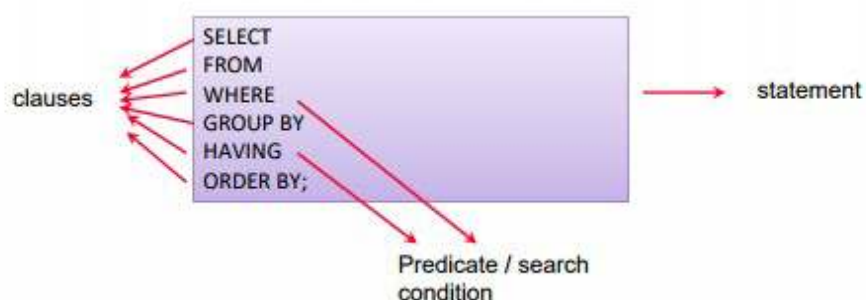 SELECT
FROM
WHERE
GROUP BY
HAVING
ORDER BY;
clauses
statement
Predicate / search
condition